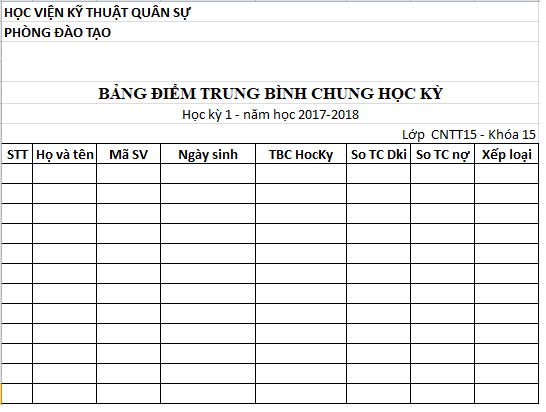 HỌC VIỆN KỸ THUẬT QUÂN SỰ
PHÒNG ĐÀO TẠO
BẢNG ĐIỂM TRUNG BÌNH CHUNG HỌC KỲ
Học kỳ 1 - năm học 2017-2018
Lớp CNTT15 - Khóa 15
STT Họ và tên Mã SV Ngày sinh TBC HocKy So TC Dki So TC nợ Xếp loại